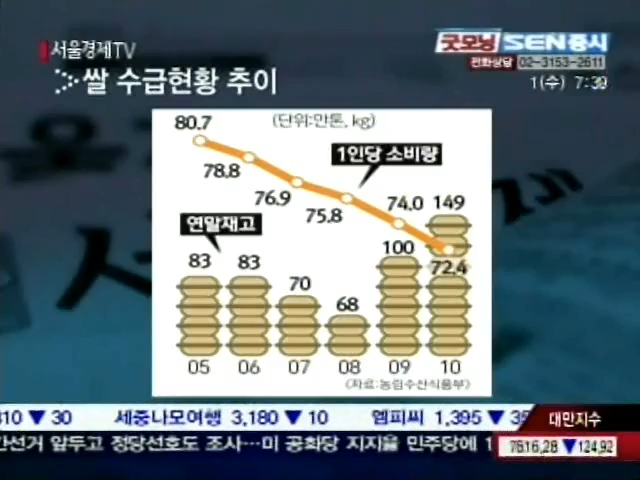 서울경제TV
굿모닝 SEN증시
전화상담 02-3153-2611
1(수) 7:39
쌀 수급현황 추이
80.7 (단위:만톤, kg)
1인당 소비량
78.8
76.9
75.8
74.0 149
연말재고
100
83 83
72.4
70
68
05 06 07 08 09 10
(자료:농림수산식품부)
310 ▼ 30 세중나모여행 3,180 ▼ 10 엠피씨 1,395 ▼ 35
대만지수
간선거 앞두고 정당선호도 조사...미 공화당 지지율 민주당에 1
7616.28 ▼124.92